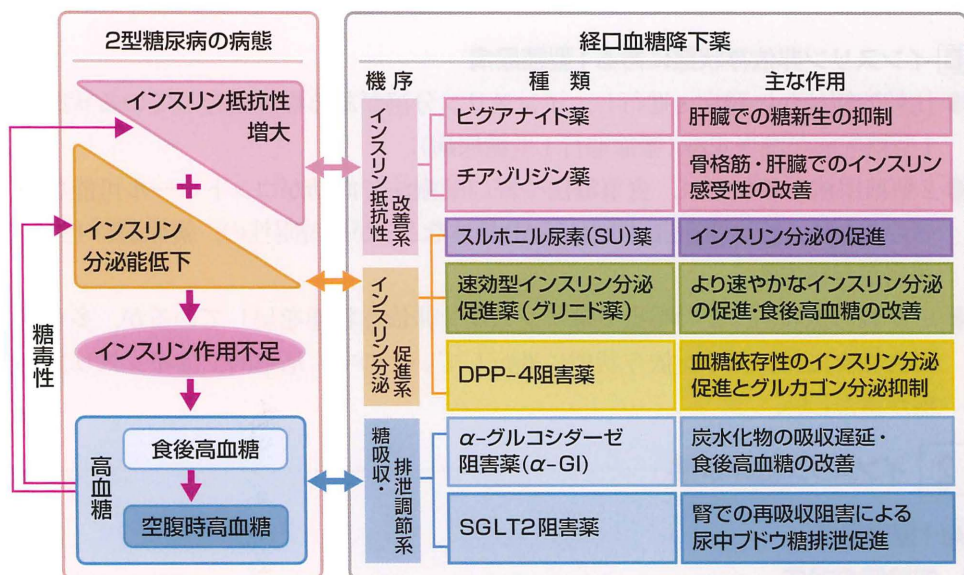 2型糖尿病の病態
インスリン抵抗性
増大
+
インスリン
分泌能低下
インスリン作用不足
糖毒性
高血糖
食後高血糖
空腹時高血糖
経口血糖降下薬
機序
種類
主な作用
インスリン抵抗性
改善系
ビグアナイド薬
肝臓での糖新生の抑制
チアゾリジン薬
骨格筋・肝臓でのインスリン
感受性の改善
インスリン分泌
促進系
スルホニル尿素(SU)薬
インスリン分泌の促進
速効型インスリン分泌
促進薬(グリニド薬)
より速やかなインスリン分泌
の促進・食後高血糖の改善
DPP-4阻害薬
血糖依存性のインスリン分泌
促進とグルカゴン分泌抑制
糖吸収・
排泄調節系
α-グルコシダーゼ
阻害薬(α-GI)
炭水化物の吸収遅延・
食後高血糖の改善
SGLT2阻害薬
腎での再吸収阻害による
尿中ブドウ糖排泄促進